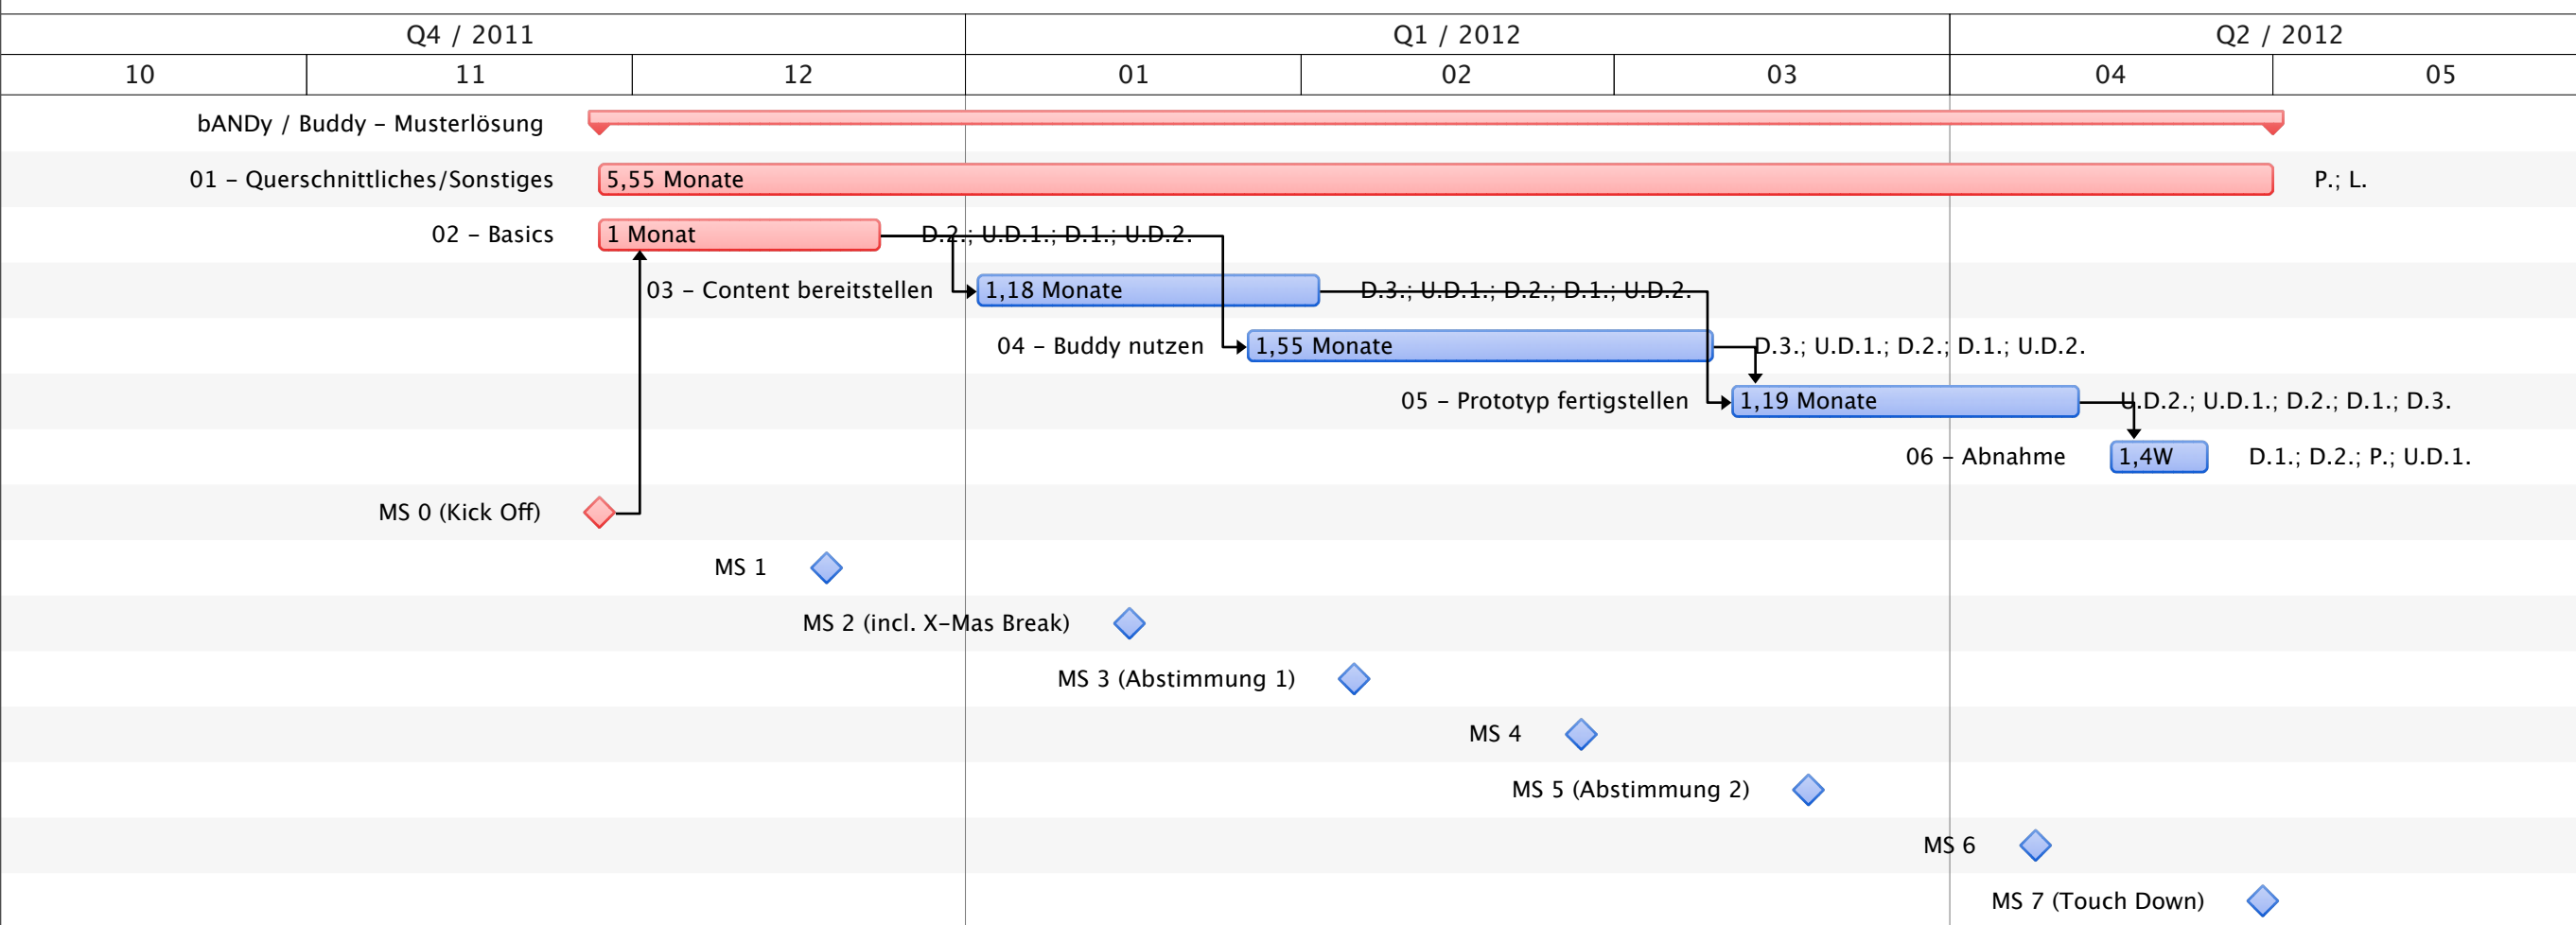 Q4 / 2011 Q1 / 2012 Q2 / 2012
10 11 12 01 02 03 04 05
bANDy / Buddy – Musterlösung
01 – Querschnittliches/Sonstiges 5,55 Monate P.; L.
02 – Basics 1 Monat D.2.; U.D.1.; D.1.; U.D.2.
03 – Content bereitstellen 1,18 Monate D.3.; U.D.1.; D.2.; D.1.; U.D.2.
04 – Buddy nutzen 1,55 Monate D.3.; U.D.1.; D.2.; D.1.; U.D.2.
05 – Prototyp fertigstellen 1,19 Monate U.D.2.; U.D.1.; D.2.; D.1.; D.3.
06 – Abnahme 1,4W D.1.; D.2.; P.; U.D.1.
MS 0 (Kick Off)
MS 1
MS 2 (incl. X–Mas Break)
MS 3 (Abstimmung 1)
MS 4
MS 5 (Abstimmung 2)
MS 6
MS 7 (Touch Down)